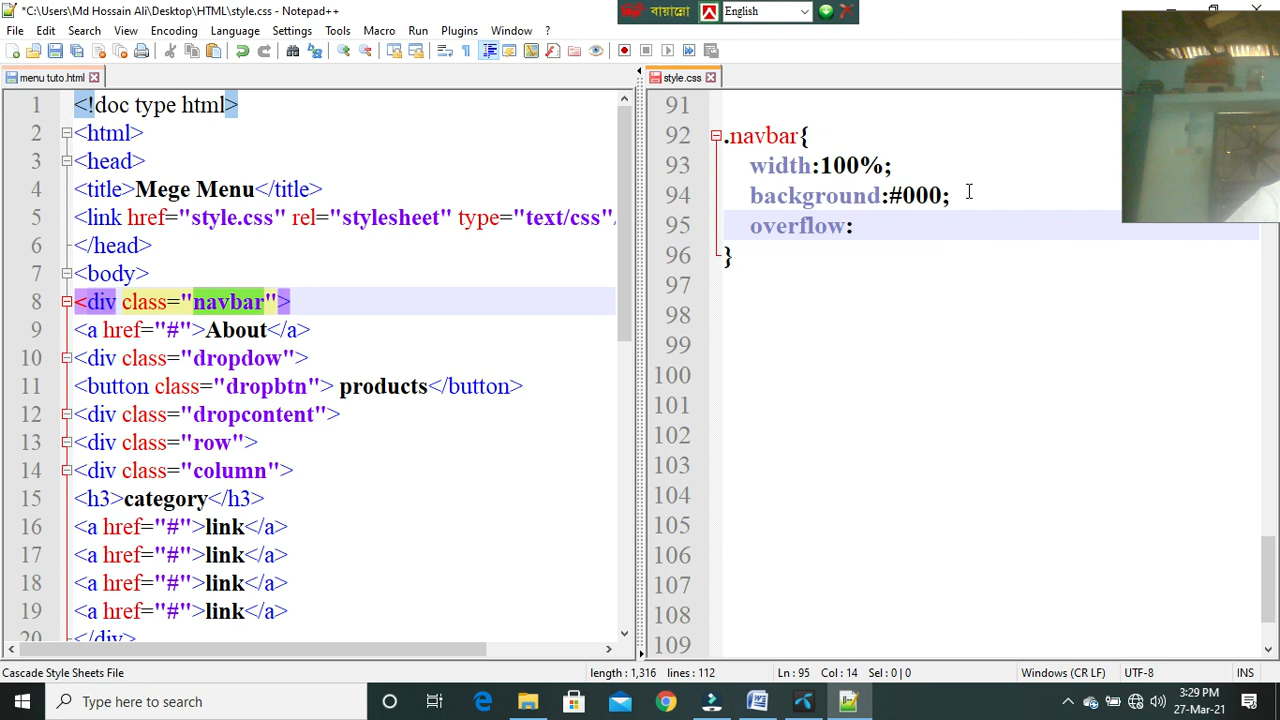 *C:\Users\Md Hossain Ali\Desktop\HTML\style.css - Notepad++
বায়ান্নো English
File Edit Search View Encoding Language Settings Tools Macro Run Plugins Window ?
menu tuto.html
style.css
1 <!doc type html>
2 <html>
3 <head>
4 <title>Mege Menu</title>
5 <link href="style.css" rel="stylesheet" type="text/css"
6 </head>
7 <body>
8 <div class="navbar">
9 <a href="#">About</a>
10 <div class="dropdow">
11 <button class="dropbtn"> products</button>
12 <div class="dropcontent">
13 <div class="row">
14 <div class="column">
15 <h3>category</h3>
16 <a href="#">link</a>
17 <a href="#">link</a>
18 <a href="#">link</a>
19 <a href="#">link</a>
20 </div>
91
92 .navbar{
93 width:100%;
94 background:#000;
95 overflow:
96 }
97
98
99
100
101
102
103
104
105
106
107
108
109
Cascade Style Sheets File length : 1,316 lines : 112 Ln : 95 Col : 14 Sel : 0 | 0 Windows (CR LF) UTF-8 INS
Type here to search
3:29 PM
27-Mar-21